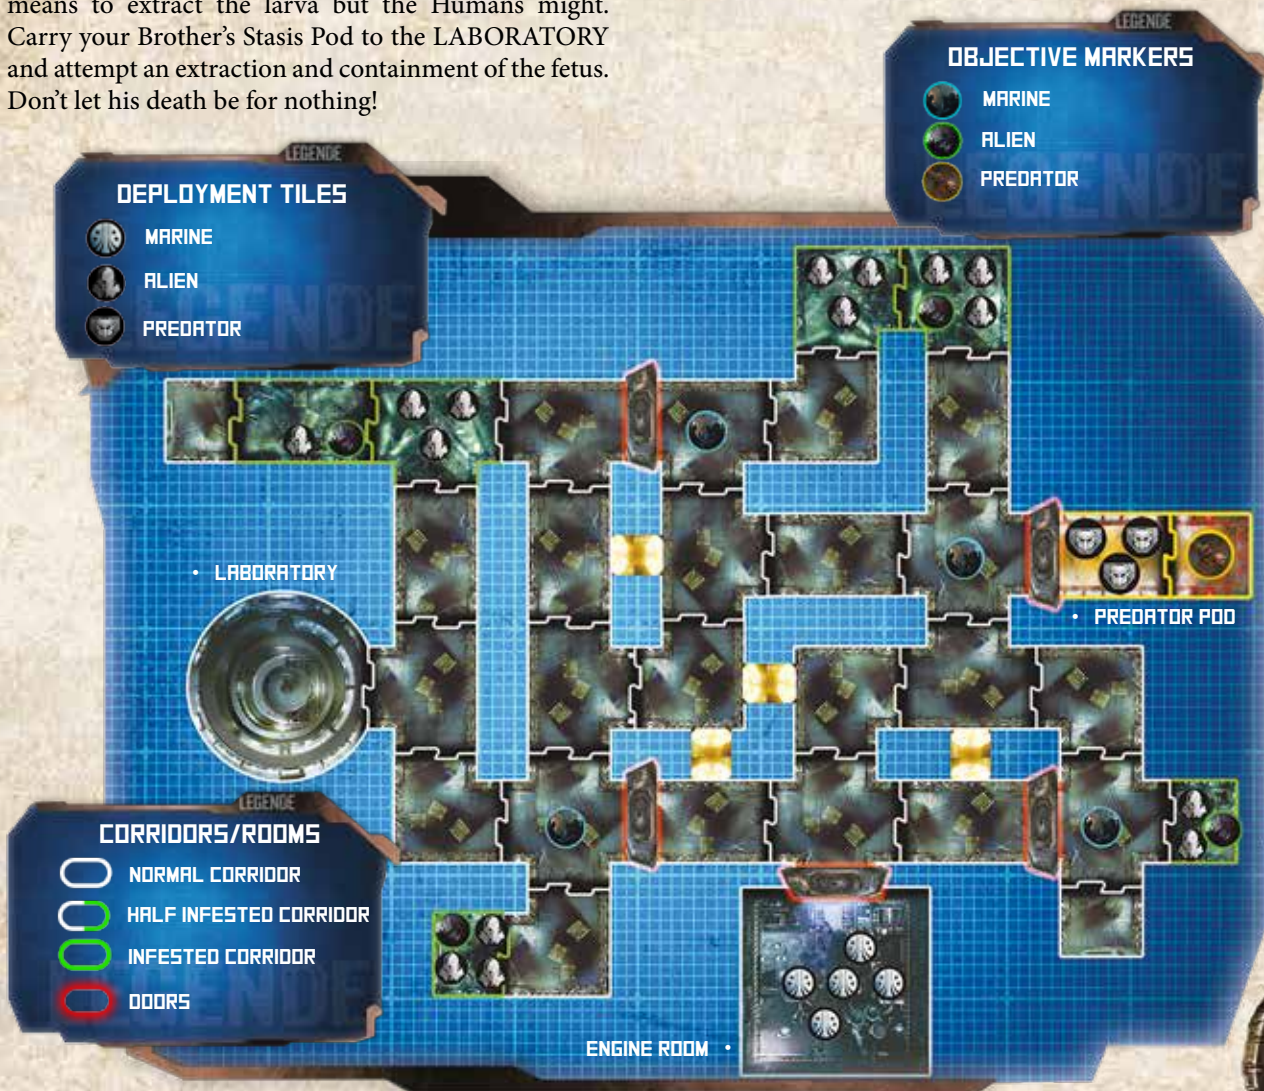 means to extract the larva but the Humans might.
Carry your Brother's Stasis Pod to the LABORATORY
and attempt an extraction and containment of the fetus.
Don't let his death be for nothing!
LEGENDE
OBJECTIVE MARKERS
MARINE
ALIEN
PREDATOR
LEGENDE
LEGENDE
DEPLOYMENT TILES
MARINE
ALIEN
PREDATOR
LEGENDE
• LABORATORY
• PREDATOR POD
LEGENDE
CORRIDORS/ROOMS
NORMAL CORRIDOR
HALF INFESTED CORRIDOR
INFESTED CORRIDOR
DOORS
LEGENDE
ENGINE ROOM •